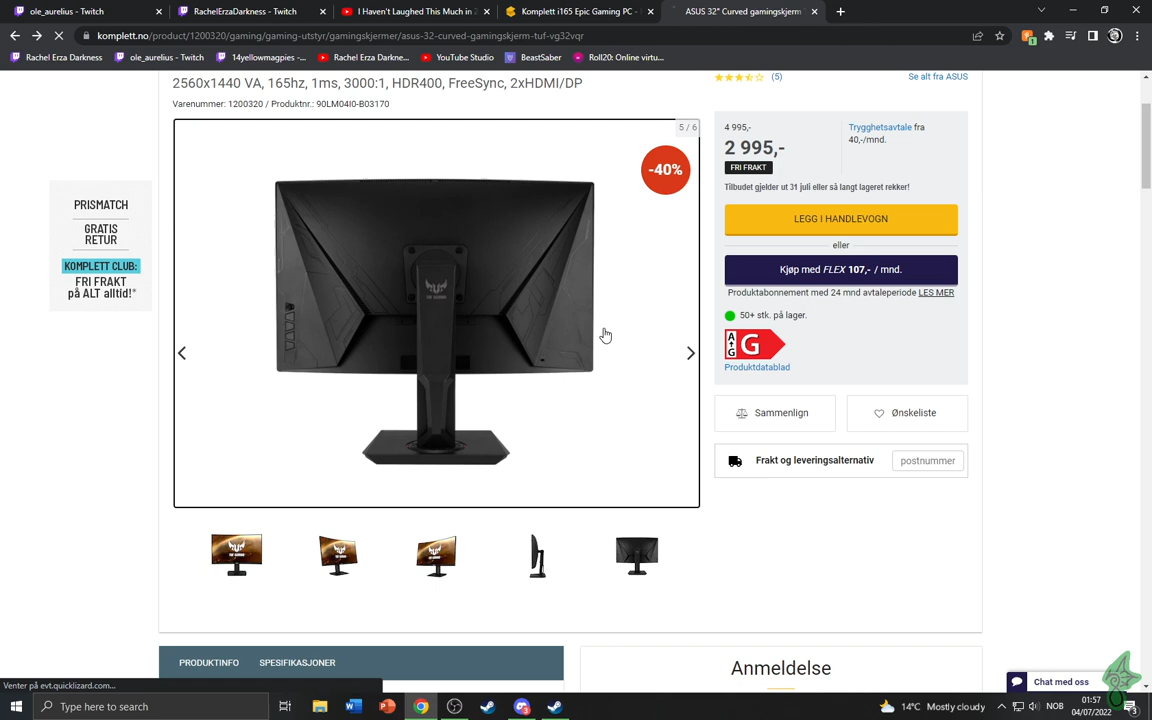 ole_aurelius - Twitch
RachelErzaDarkness - Twitch
I Haven't Laughed This Much in 2
Komplett i165 Epic Gaming PC -
ASUS 32" Curved gamingskjerm T
komplett.no/product/1200320/gaming/gaming-utstyr/gamingskjermer/asus-32-curved-gamingskjerm-tuf-vg32vqr
Rachel Erza Darkness
ole_aurelius - Twitch
14yellowmagpies -...
Rachel Erza Darkne...
YouTube Studio
BeastSaber
Roll20: Online virtu...
2560x1440 VA, 165hz, 1ms, 3000:1, HDR400, FreeSync, 2xHDMI/DP
(5)
Se alt fra ASUS
Varenummer: 1200320 / Produktnr.: 90LM04I0-B03170
5 / 6
-40%
TUF GAMING
PRISMATCH
GRATIS
RETUR
KOMPLETT CLUB:
FRI FRAKT
på ALT alltid!*
4 995,-
2 995,-
FRI FRAKT
Trygghetsavtale fra
40,-/mnd.
Tilbudet gjelder ut 31 juli eller så langt lageret rekker!
LEGG I HANDLEVOGN
eller
Kjøp med FLEX 107,- / mnd.
Produktabonnement med 24 mnd avtaleperiode LES MER
50+ stk. på lager.
A
G
G
Produktdatablad
Sammenlign
Ønskeliste
Frakt og leveringsalternativ
postnummer
PRODUKTINFO
SPESIFIKASJONER
Anmeldelse
Chat med oss
Venter på evt.quicklizard.com...
Type here to search
14°C Mostly cloudy
NOB
01:57
04/07/2022
3